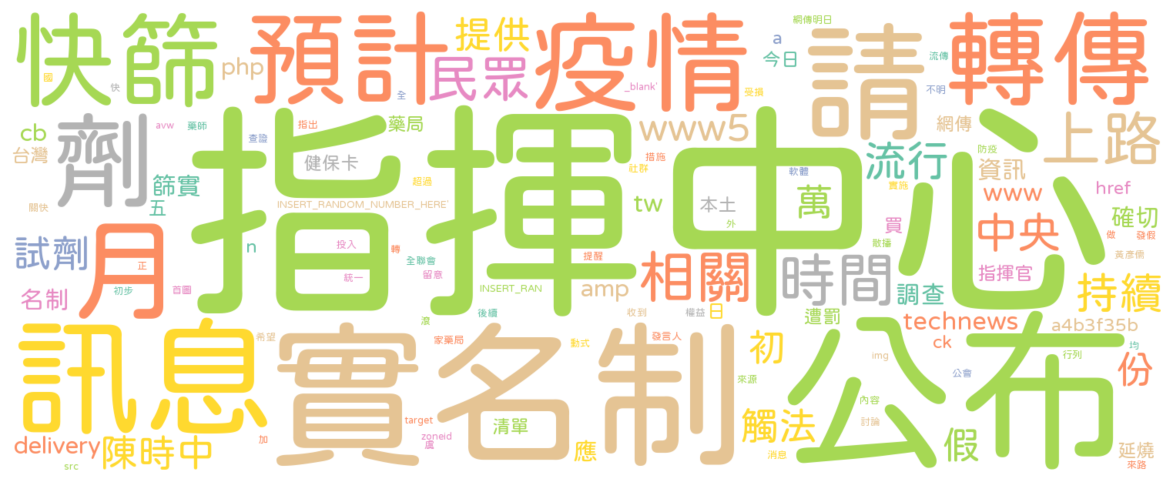 快篩
預計
疫情
請
轉傳
提供
民眾
php
網傳明日
a
今日
流傳
不明
_blank'
受攝
國
快
全
劑
指揮中心
月
cb
台灣
avw
藥師
查證
指出
藥局
www5
措施
社群
健保卡
超過
篩實
五
關快
INSERT_RANDOM_NUMBER_HERE'
tw
本土
萬
軟體
外
流行
網傳
上路
防疫
資訊
實施
www
href
買
散播
中央
確切
做
發假
黃彥儒
試劑
名制
初步
正
首圖
n
投入
統一
轉
全聯會
留意
提醒
INSERT_RAN
amp
相關
時間
指揮官
調查
持續
訊息
實名制
公布
滾
後續
收到
權益
日
遭罰
technews
ck
a4b3f35b
均
行列
份
希望
家藥局
動式
發言人
初
img
來源
公會
內容
討論
觸法
假
消息
應
清單
target
zoneid
虞
加
delivery
src
陳時中
延燒
來路